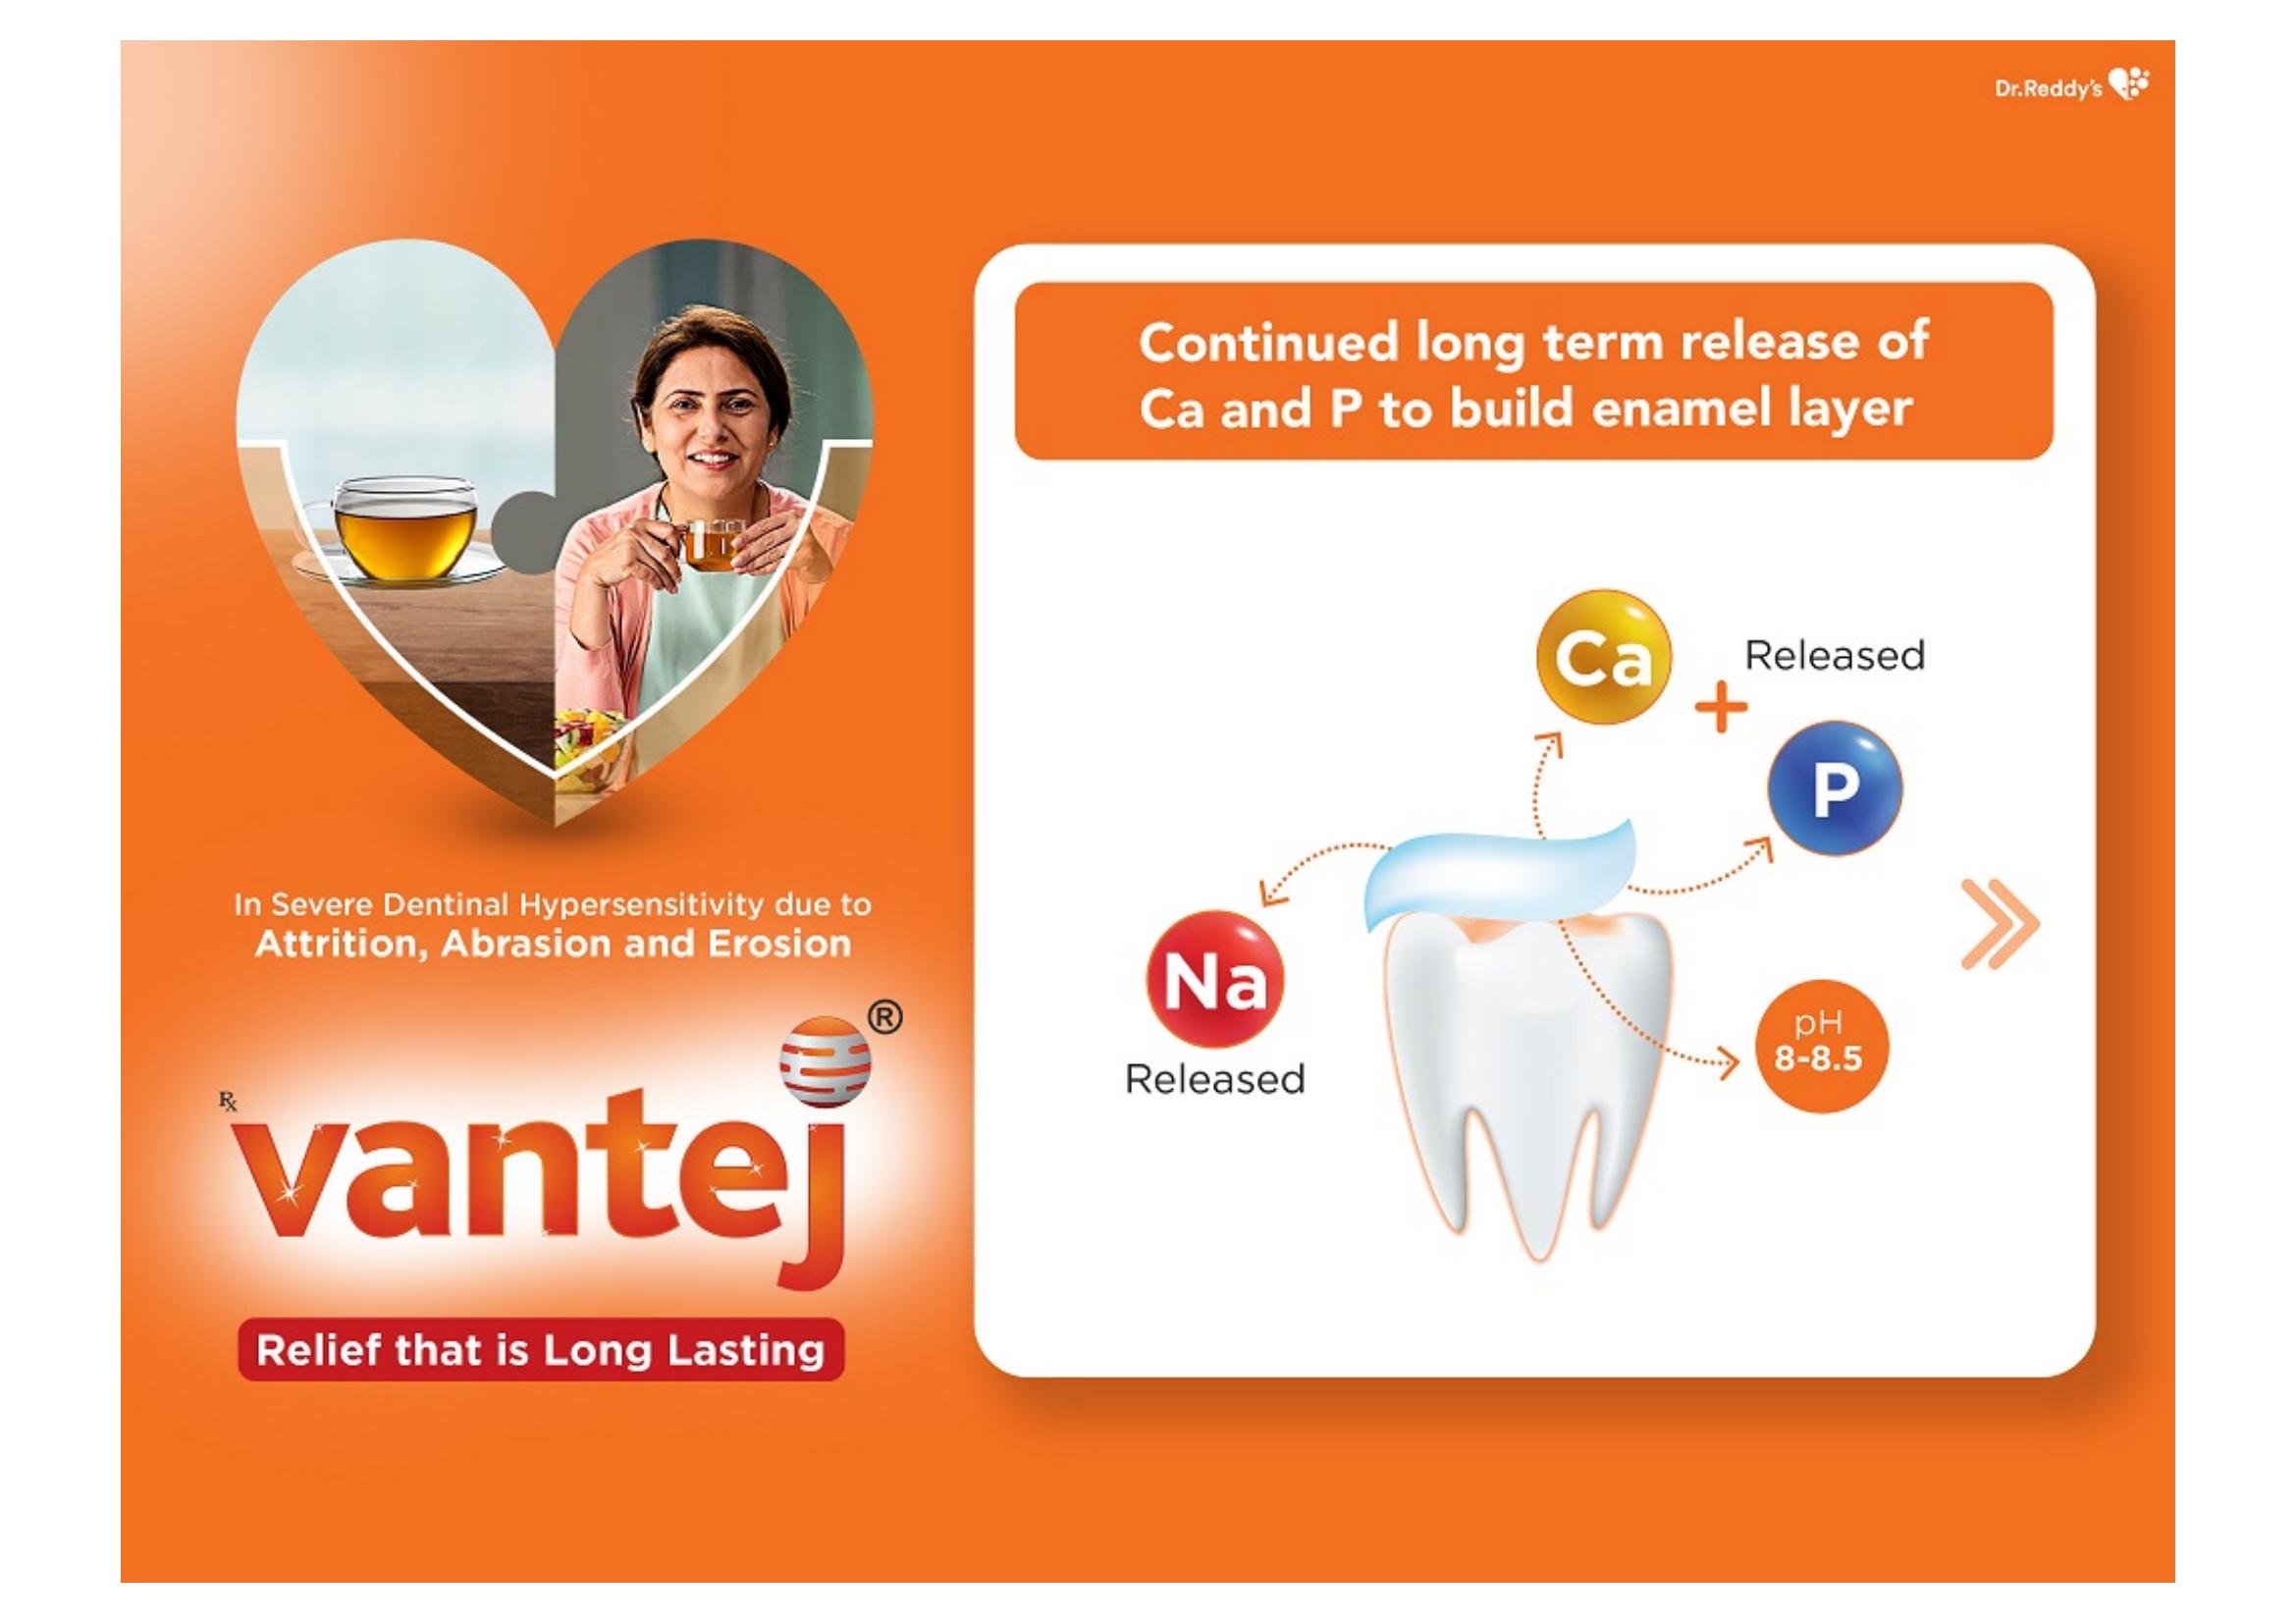 Dr.Reddy's
In Severe Dentinal Hypersensitivity due to
Attrition, Abrasion and Erosion
℞
vantej®
Relief that is Long Lasting
Continued long term release of
Ca and P to build enamel layer
Ca
+
Released
P
Na
Released
pH
8-8.5